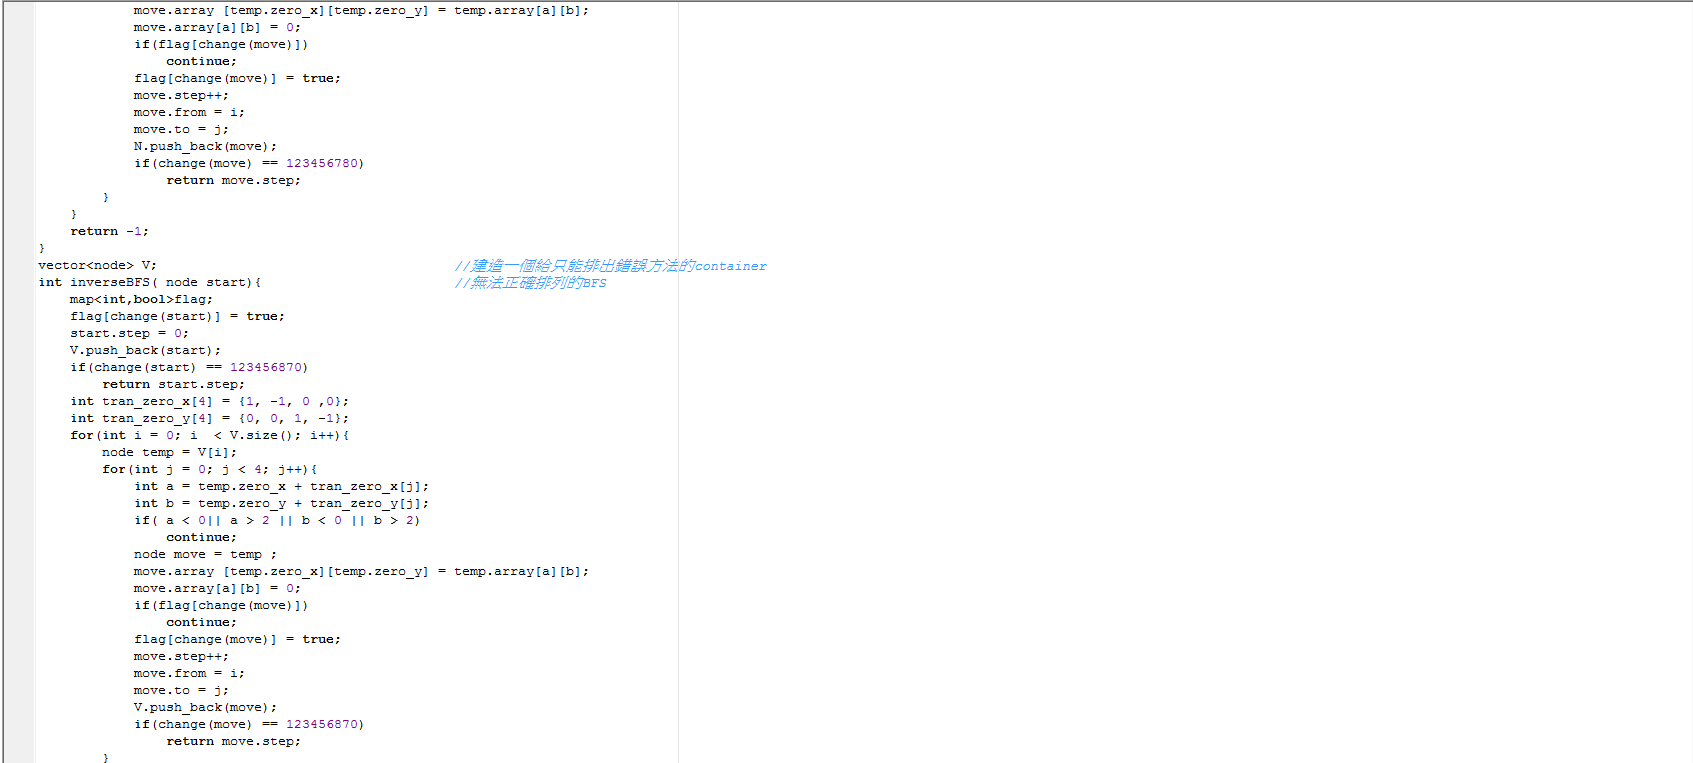 move.array [temp.zero_x][temp.zero_y] = temp.array[a][b];
move.array[a][b] = 0;
if(flag[change(move)])
continue;
flag[change(move)] = true;
move.step++;
move.from = i;
move.to = j;
N.push_back(move);
if(change(move) == 123456780)
return move.step;
}
}
return -1;
}
vector<node> V; //建造一個給只能排出錯誤方法的container
int inverseBFS( node start){ //無法正確排列的BFS
map<int,bool>flag;
flag[change(start)] = true;
start.step = 0;
V.push_back(start);
if(change(start) == 123456870)
return start.step;
int tran_zero_x[4] = {1, -1, 0 ,0};
int tran_zero_y[4] = {0, 0, 1, -1};
for(int i = 0; i  < V.size(); i++){
node temp = V[i];
for(int j = 0; j < 4; j++){
int a = temp.zero_x + tran_zero_x[j];
int b = temp.zero_y + tran_zero_y[j];
if( a < 0|| a > 2 || b < 0 || b > 2)
continue;
node move = temp ;
move.array [temp.zero_x][temp.zero_y] = temp.array[a][b];
move.array[a][b] = 0;
if(flag[change(move)])
continue;
flag[change(move)] = true;
move.step++;
move.from = i;
move.to = j;
V.push_back(move);
if(change(move) == 123456870)
return move.step;
}